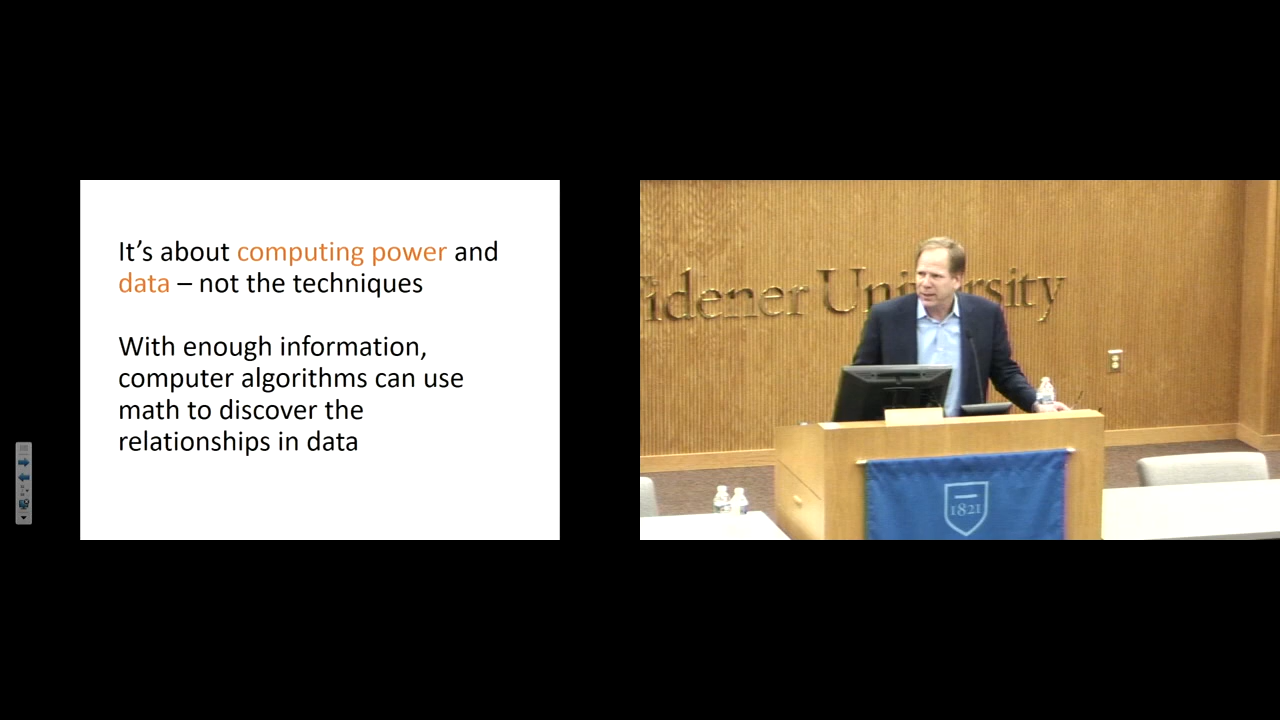 It's about computing power and
data – not the techniques
With enough information,
computer algorithms can use
math to discover the
relationships in data
idener University
1821